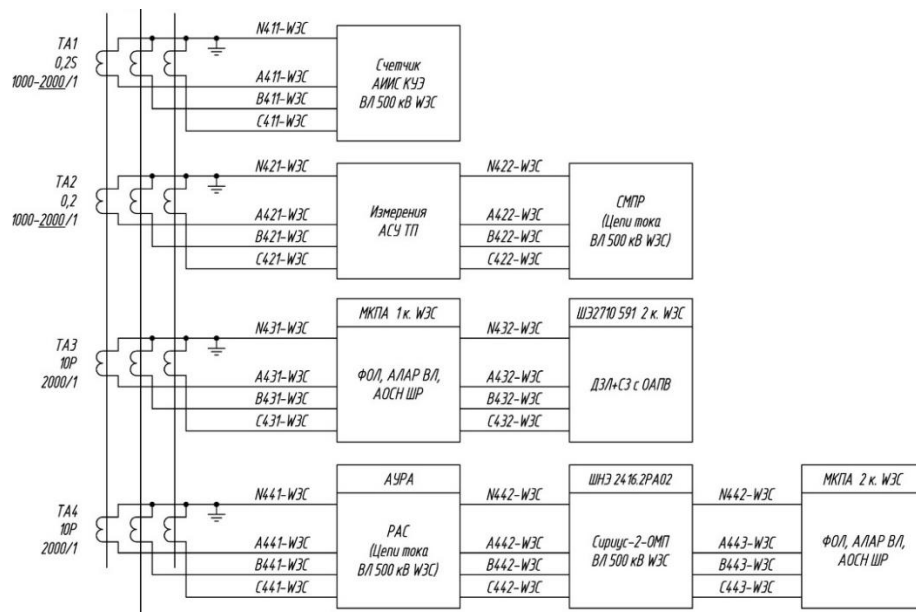 N411-W3C
TA1
0,2S
1000-2000/1
A411-W3C
B411-W3C
C411-W3C
Счетчик
АИИС КУЭ
ВЛ 500 кВ W3C
N421-W3C
TA2
0,2
1000-2000/1
A421-W3C
B421-W3C
C421-W3C
Измерения
АСУ ТП
N422-W3C
A422-W3C
B422-W3C
C422-W3C
СМПР
(Цепи тока
ВЛ 500 кВ W3C)
N431-W3C
TA3
10P
2000/1
A431-W3C
B431-W3C
C431-W3C
МКПА 1 к. W3C
ФОЛ, АЛАР ВЛ,
АОСН ШР
N432-W3C
A432-W3C
B432-W3C
C432-W3C
ШЭ2710 591 2 к. W3C
ДЗЛ+СЗ с ОАПВ
N441-W3C
TA4
10P
2000/1
A441-W3C
B441-W3C
C441-W3C
АУРА
РАС
(Цепи тока
ВЛ 500 кВ W3C)
N442-W3C
A442-W3C
B442-W3C
C442-W3C
ШНЭ 2416.2РА02
Сириус-2-ОМП
ВЛ 500 кВ W3C
N442-W3C
A443-W3C
B443-W3C
C443-W3C
МКПА 2 к. W3C
ФОЛ, АЛАР ВЛ,
АОСН ШР